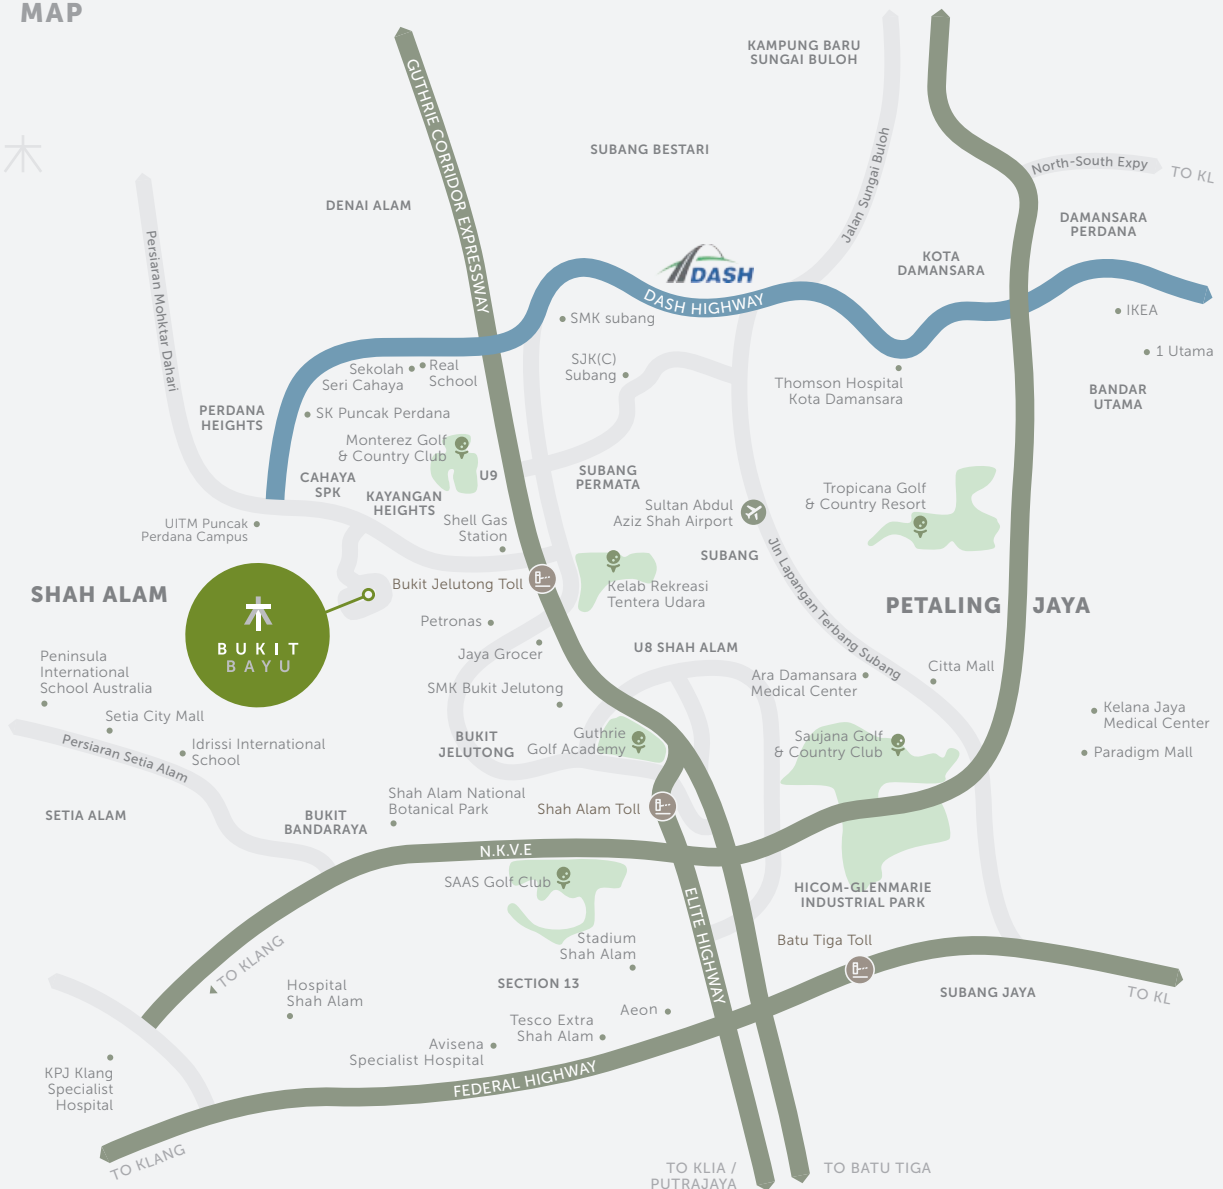 MAP
KAMPUNG BARU
SUNGAI BULOH
GUTHRIE CORRIDOR EXPRESSWAY
SUBANG BESTARI
Jalan Sungai Buloh
North-South Expy
TO KL
DENAI ALAM
DAMANSARA
PERDANA
Persiaran Mohktar Dahari
KOTA
DAMANSARA
DASH
DASH HIGHWAY
SMK subang
IKEA
1 Utama
Sekolah
Seri Cahaya
Real
School
SJK(C)
Subang
Thomson Hospital
Kota Damansara
BANDAR
UTAMA
PERDANA
HEIGHTS
SK Puncak Perdana
Monterez Golf
& Country Club
U9
CAHAYA
SPK
KAYANGAN
HEIGHTS
SUBANG
PERMATA
Tropicana Golf
& Country Resort
Sultan Abdul
Aziz Shah Airport
UITM Puncak
Perdana Campus
Shell Gas
Station
SUBANG
Jln Lapangan Terbang Subang
SHAH ALAM
Bukit Jelutong Toll
Kelab Rekreasi
Tentera Udara
PETALING JAYA
BUKIT
BAYU
Petronas
Jaya Grocer
U8 SHAH ALAM
Peninsula
International
School Australia
Ara Damansara
Medical Center
Citta Mall
SMK Bukit Jelutong
Setia City Mall
Kelana Jaya
Medical Center
Persiaran Setia Alam
Idrissi International
School
BUKIT
JELUTONG
Guthrie
Golf Academy
Saujana Golf
& Country Club
Paradigm Mall
SETIA ALAM
BUKIT
BANDARAYA
Shah Alam National
Botanical Park
Shah Alam Toll
N.K.V.E
SAAS Golf Club
HICOM-GLENMARIE
INDUSTRIAL PARK
ELITE HIGHWAY
TO KLANG
Stadium
Shah Alam
Batu Tiga Toll
SECTION 13
Hospital
Shah Alam
SUBANG JAYA
TO KL
Aeon
Tesco Extra
Shah Alam
Avisena
Specialist Hospital
KPJ Klang
Specialist
Hospital
FEDERAL HIGHWAY
TO KLANG
TO KLIA /
PUTRAJAYA
TO BATU TIGA